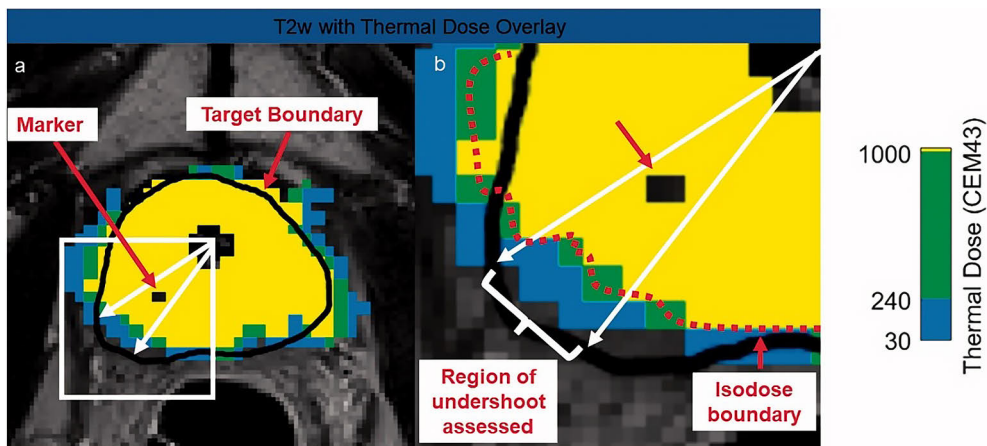 T2w with Thermal Dose Overlay
a
Marker
Target Boundary
b
Region of
undershoot
assessed
Isodose
boundary
1000
240
30
Thermal Dose (CEM43)